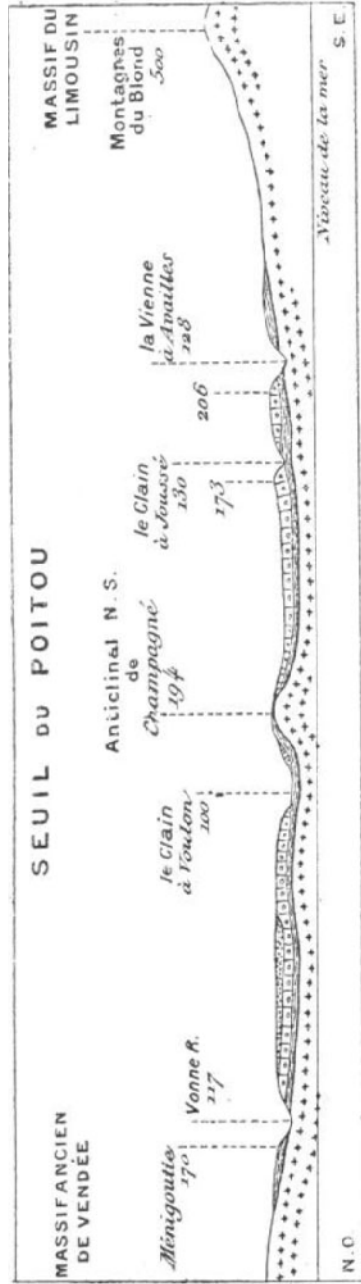 SEUIL DU POITOU
MASSIF ANCIEN
DE VENDÉE
Ménigoutte
170
Vonne R.
117
le Clain
à Voulon
100
Anticlinal N.S.
de
Champagné
194
le Clain
à Joussé
130
173
206
la Vienne
à Availles
128
MASSIF DU
LIMOUSIN
Montagnes
du Blond
500
Niveau de la mer
N.O.
S.E.